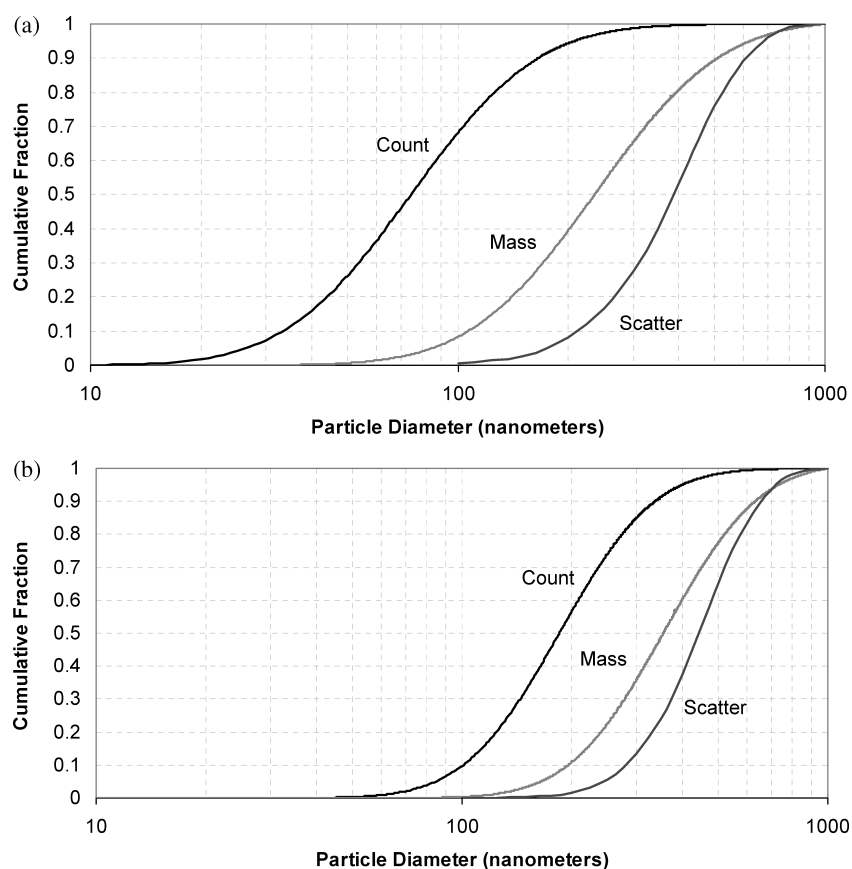 (a)
1
0.9
0.8
0.7
0.6
0.5
0.4
0.3
0.2
0.1
0
Cumulative Fraction
Count
Mass
Scatter
10 100 1000
Particle Diameter (nanometers)
(b)
1
0.9
0.8
0.7
0.6
0.5
0.4
0.3
0.2
0.1
0
Cumulative Fraction
Count
Mass
Scatter
10 100 1000
Particle Diameter (nanometers)